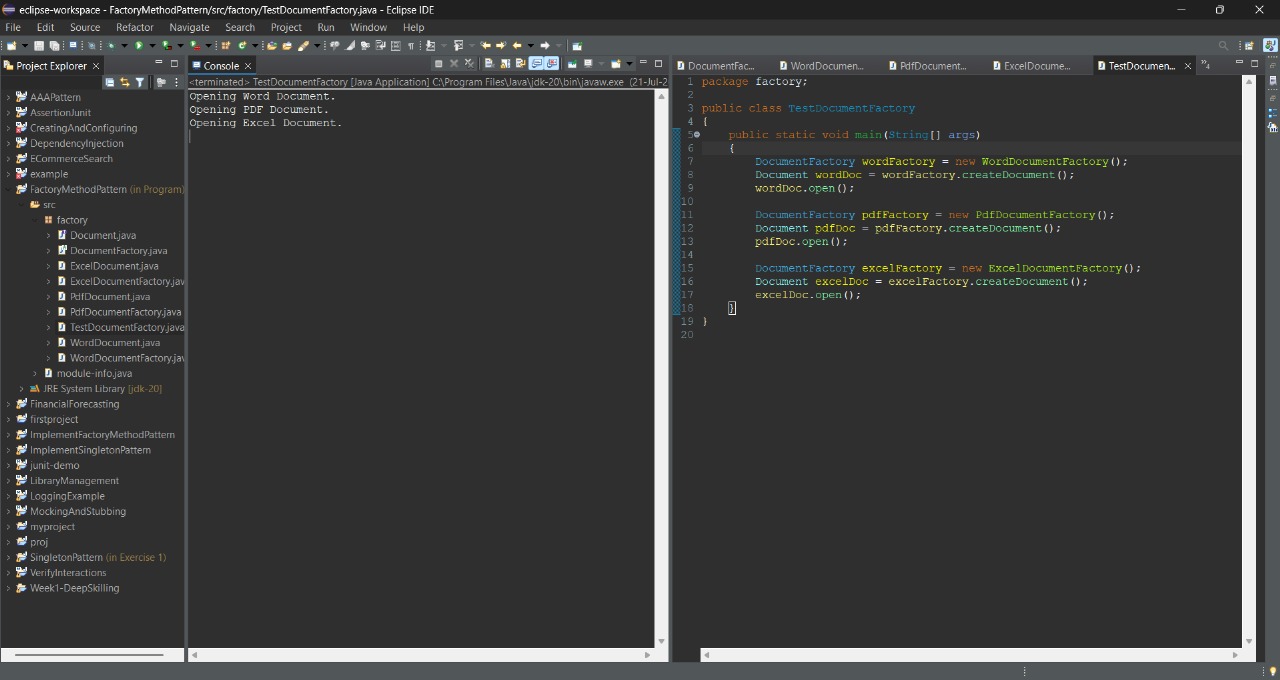 eclipse-workspace - FactoryMethodPattern/src/factory/TestDocumentFactory.java - Eclipse IDE
File Edit Source Refactor Navigate Search Project Run Window Help
Project Explorer
AAAPattern
AssertionJunit
CreatingAndConfiguring
DependencyInjection
ECommerceSearch
example
FactoryMethodPattern (in Program)
src
factory
Document.java
DocumentFactory.java
ExcelDocument.java
ExcelDocumentFactory.jav
PdfDocument.java
PdfDocumentFactory.java
TestDocumentFactory.java
WordDocument.java
WordDocumentFactory.jav
module-info.java
JRE System Library [jdk-20]
FinancialForecasting
firstproject
ImplementFactoryMethodPattern
ImplementSingletonPattern
junit-demo
LibraryManagement
LoggingExample
MockingAndStubbing
myproject
proj
SingletonPattern (in Exercise 1)
VerifyInteractions
Week1-DeepSkilling
Console
<terminated> TestDocumentFactory [Java Application] C:\Program Files\Java\jdk-20\bin\javaw.exe (21-Jul-2
Opening Word Document.
Opening PDF Document.
Opening Excel Document.
DocumentFac... WordDocumen... PdfDocument... ExcelDocume... TestDocumen... »4
1 package factory;
2
3 public class TestDocumentFactory
4 {
5 public static void main(String[] args)
6 {
7 DocumentFactory wordFactory = new WordDocumentFactory();
8 Document wordDoc = wordFactory.createDocument();
9 wordDoc.open();
10
11 DocumentFactory pdfFactory = new PdfDocumentFactory();
12 Document pdfDoc = pdfFactory.createDocument();
13 pdfDoc.open();
14
15 DocumentFactory excelFactory = new ExcelDocumentFactory();
16 Document excelDoc = excelFactory.createDocument();
17 excelDoc.open();
18 }
19 }
20